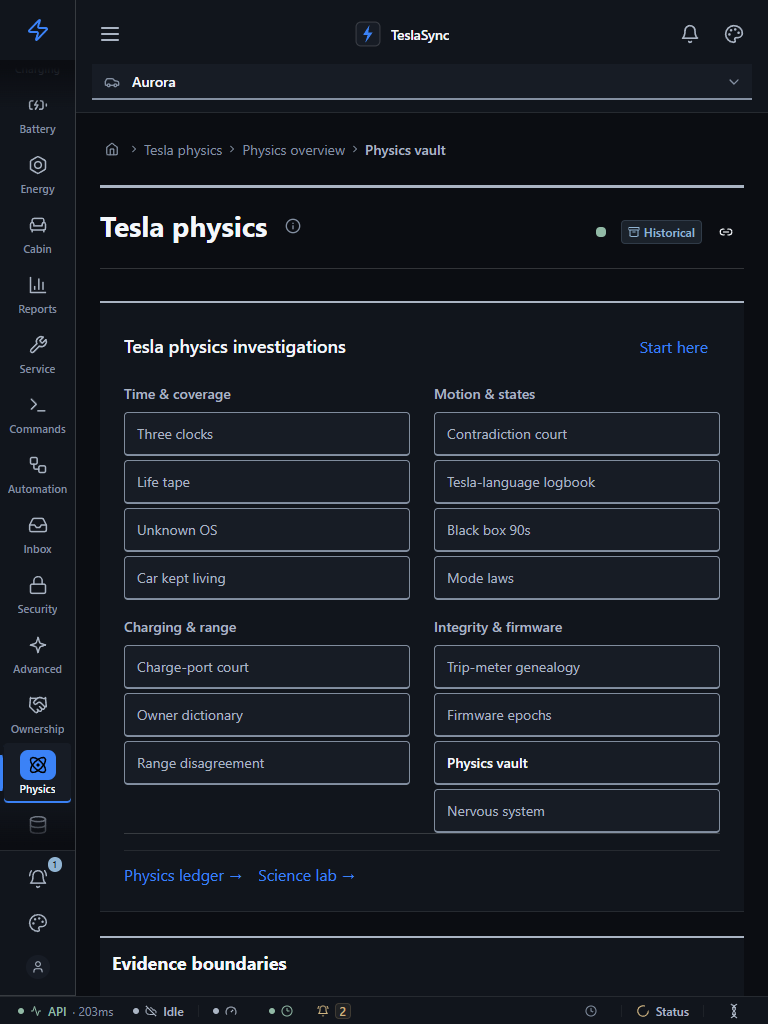 TeslaSync
Aurora
Charging
Battery
Energy
Cabin
Reports
Service
Commands
Automation
Inbox
Security
Advanced
Ownership
Physics
1
Tesla physics > Physics overview > Physics vault
Tesla physics
Historical
Tesla physics investigations
Start here
Time & coverage
Three clocks
Life tape
Unknown OS
Car kept living
Motion & states
Contradiction court
Tesla-language logbook
Black box 90s
Mode laws
Charging & range
Charge-port court
Owner dictionary
Range disagreement
Integrity & firmware
Trip-meter genealogy
Firmware epochs
Physics vault
Nervous system
Physics ledger →
Science lab →
Evidence boundaries
API · 203ms
Idle
2
Status